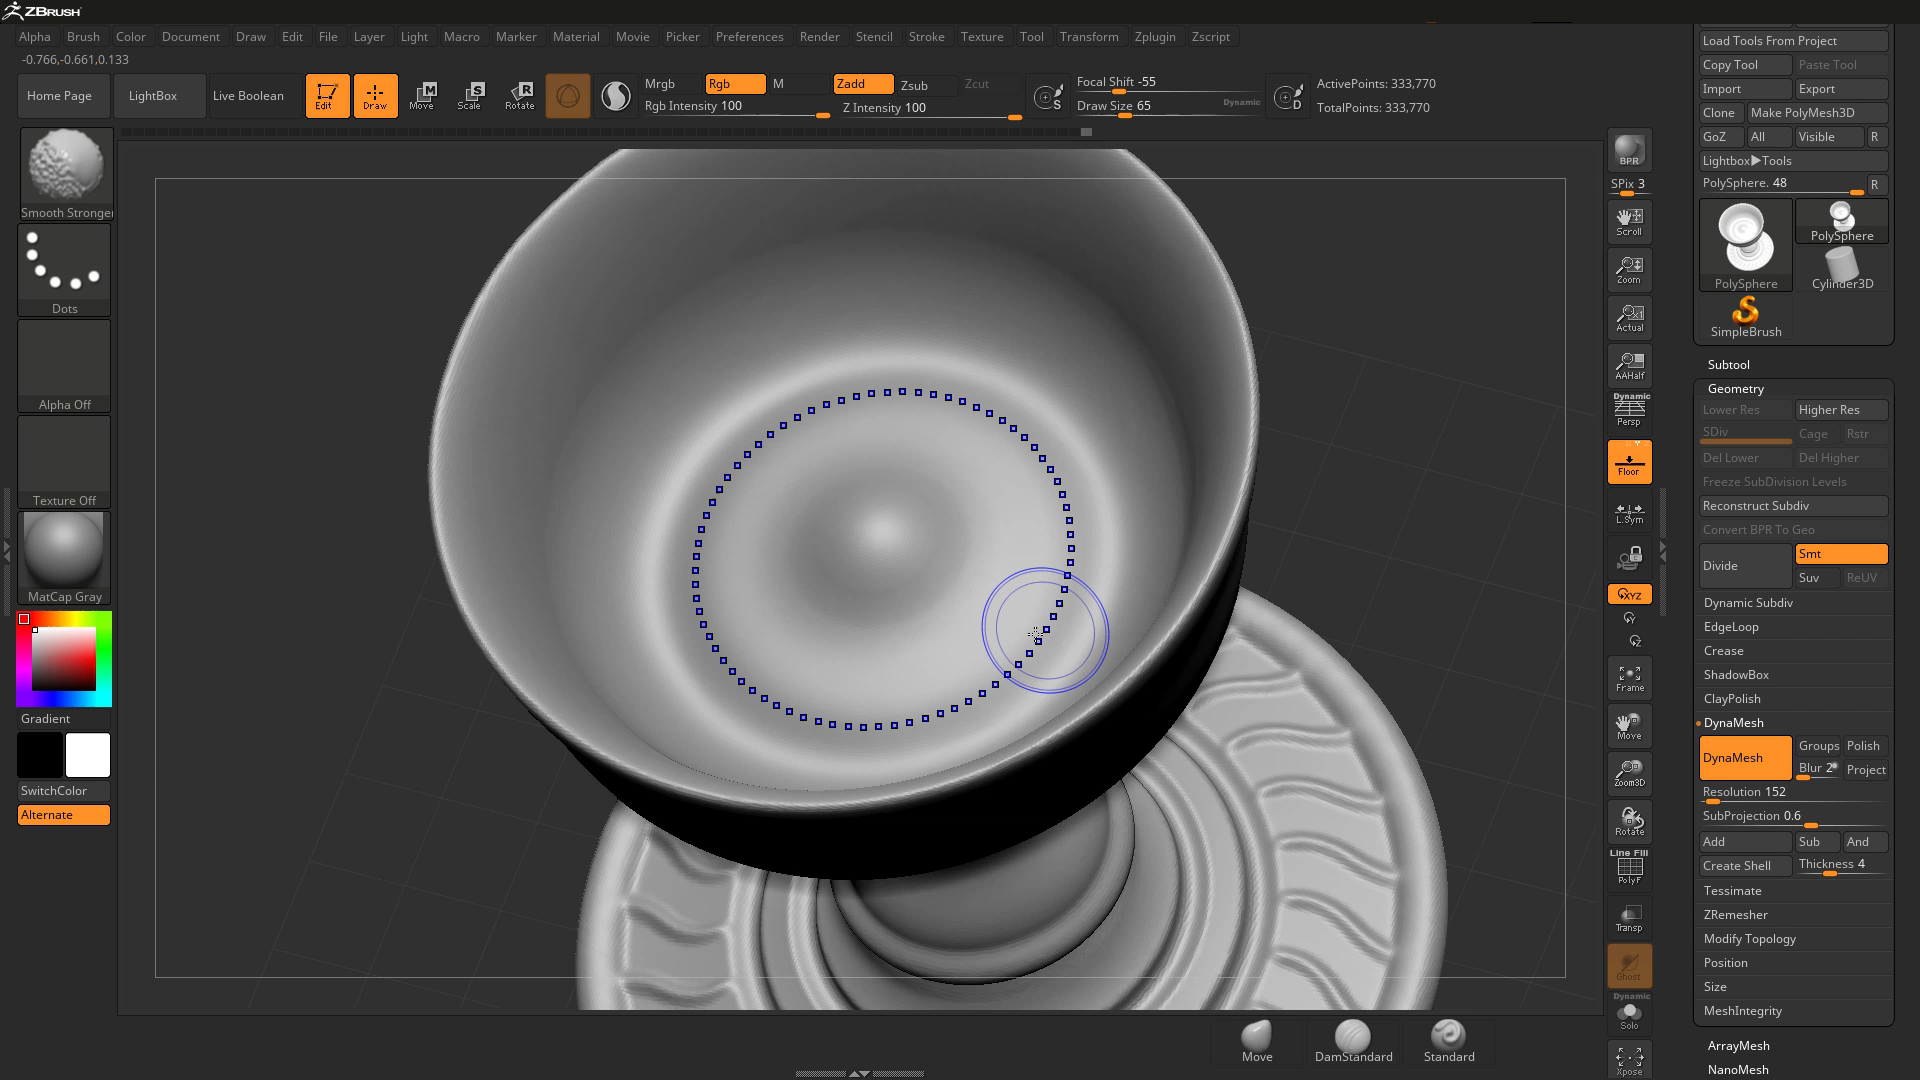 ZBRUSH
Alpha Brush Color Document Draw Edit File Layer Light Macro Marker Material Movie Picker Preferences Render Stencil Stroke Texture Tool Transform Zplugin Zscript
-0.766,-0.661,0.133
Home Page
LightBox
Live Boolean
Edit
Draw
Move
Scale
Rotate
Mrgb
Rgb
M
Rgb Intensity 100
Zadd
Zsub
Zcut
Z Intensity 100
S
Focal Shift -55
Draw Size 65
Dynamic
D
ActivePoints: 333,770
TotalPoints: 333,770
Smooth Stronger
Dots
Alpha Off
Texture Off
MatCap Gray
Gradient
SwitchColor
Alternate
BPR
SPix 3
Scroll
Zoom
Actual
AAHalf
Dynamic
Persp
Floor
L.Sym
XYZ
Y
Z
Frame
Move
Zoom3D
Rotate
Line Fill
PolyF
Transp
Ghost
Dynamic
Solo
Xpose
Move
DamStandard
Standard
Load Tools From Project
Copy Tool
Paste Tool
Import
Export
Clone
Make PolyMesh3D
GoZ
All
Visible
R
Lightbox▶Tools
PolySphere. 48
R
PolySphere
PolySphere
Cylinder3D
SimpleBrush
Subtool
Geometry
Lower Res
Higher Res
SDiv
Cage
Rstr
Del Lower
Del Higher
Freeze SubDivision Levels
Reconstruct Subdiv
Convert BPR To Geo
Divide
Smt
Suv
ReUV
Dynamic Subdiv
EdgeLoop
Crease
ShadowBox
ClayPolish
DynaMesh
DynaMesh
Groups
Polish
Blur 2
Project
Resolution 152
SubProjection 0.6
Add
Sub
And
Create Shell
Thickness 4
Tessimate
ZRemesher
Modify Topology
Position
Size
MeshIntegrity
ArrayMesh
NanoMesh